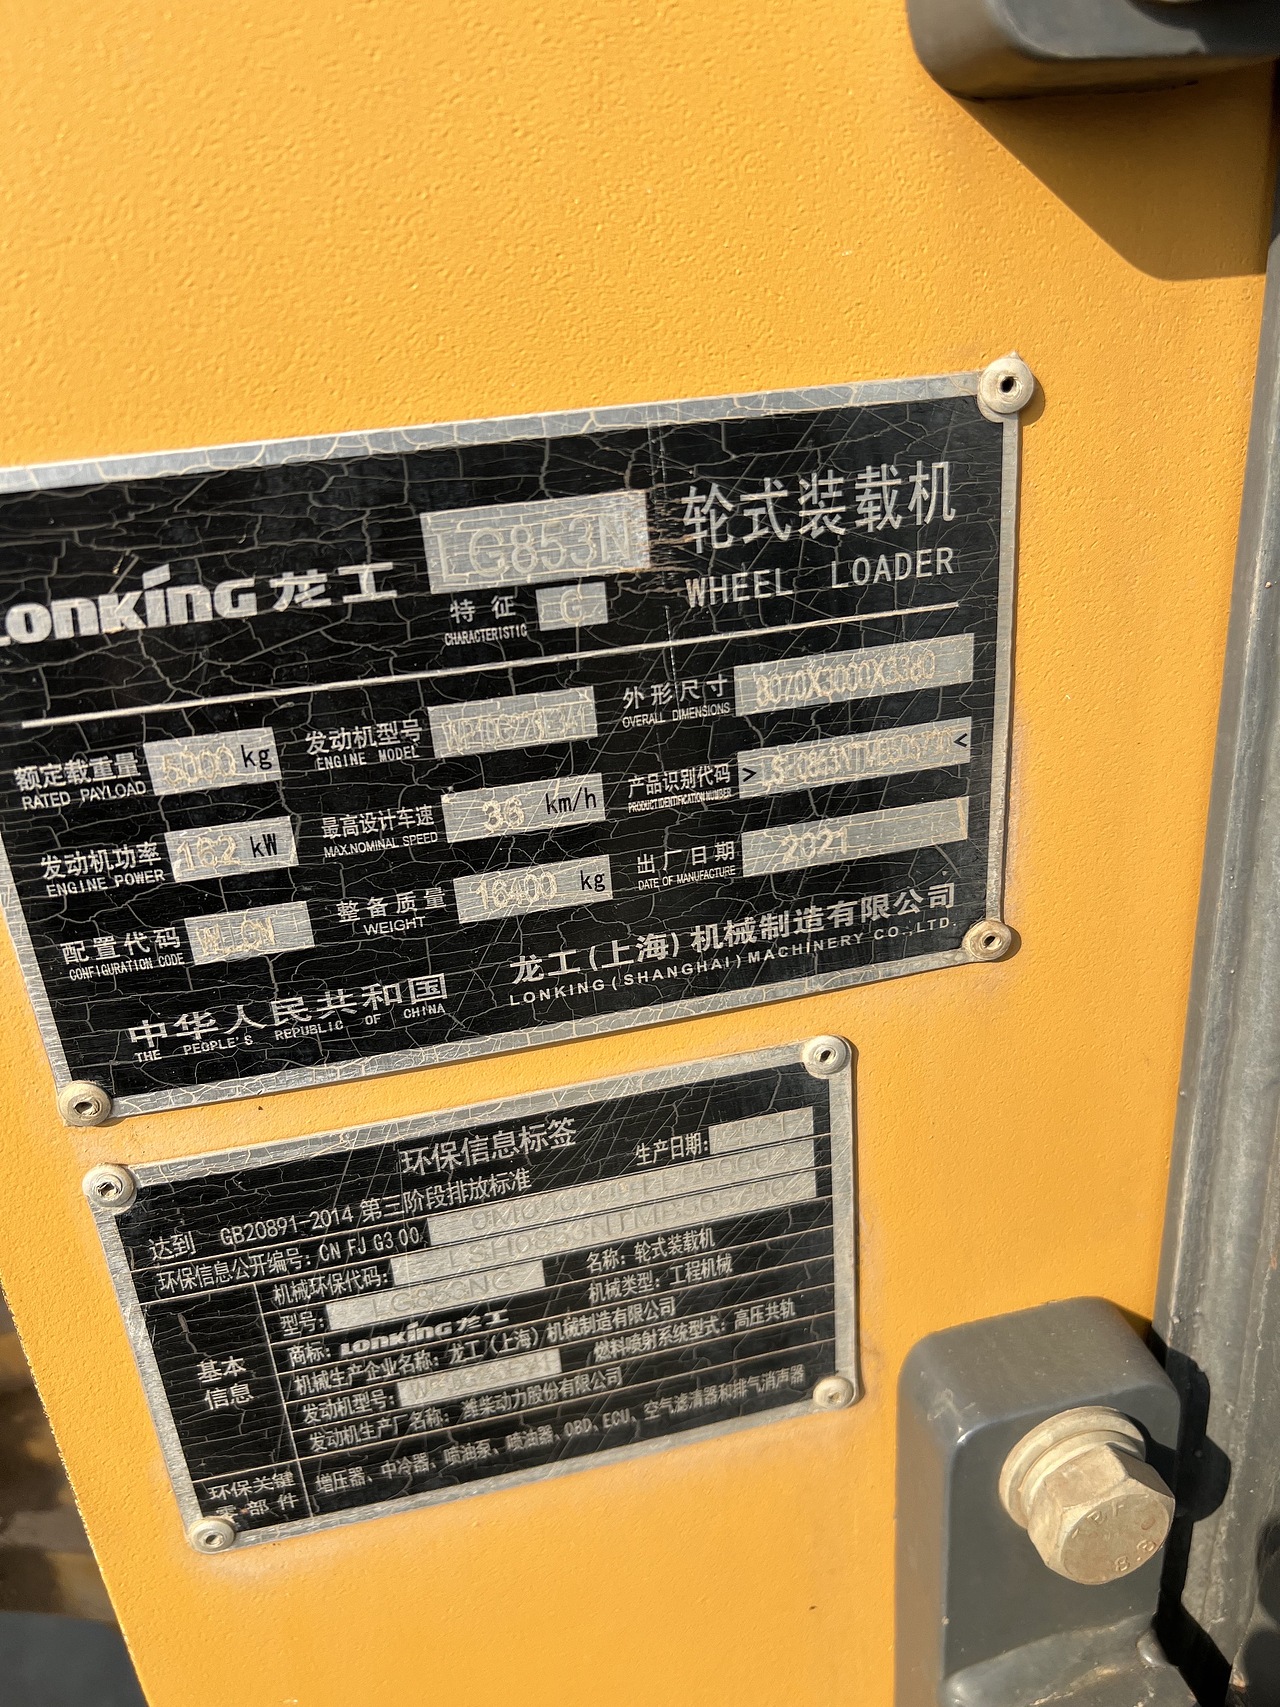 LONKING 龙工 LG853N 轮式装载机
WHEEL LOADER
特征 G
CHARACTERISTIC
额定载重量 5000 kg 发动机型号 外形尺寸
RATED PAYLOAD ENGINE MODEL OVERALL DIMENSIONS
发动机功率 162 kW 最高设计车速 36 km/h 产品识别代码 > <
ENGINE POWER MAX.NOMINAL SPEED PRODUCT IDENTIFICATION NUMBER
配置代码 整备质量 16400 kg 出厂日期 2021
CONFIGURATION CODE WEIGHT DATE OF MANUFACTURE
中华人民共和国 龙工(上海)机械制造有限公司
THE PEOPLE'S REPUBLIC OF CHINA LONKING(SHANGHAI)MACHINERY CO.,LTD.
环保信息标签
达到 GB20891-2014 第三阶段排放标准 生产日期:
环保信息公开编号: CN FJ G3 00
基本信息
机械环保代码:
型号: 名称: 轮式装载机
商标: LONKING 龙工 机械类型: 工程机械
机械生产企业名称: 龙工(上海)机械制造有限公司
发动机型号: 燃料喷射系统型式: 高压共轨
发动机生产厂名称: 潍柴动力股份有限公司
环保关键零部件
增压器、中冷器、喷油泵、喷油器、OBD、ECU、空气滤清器和排气消声器
8.8